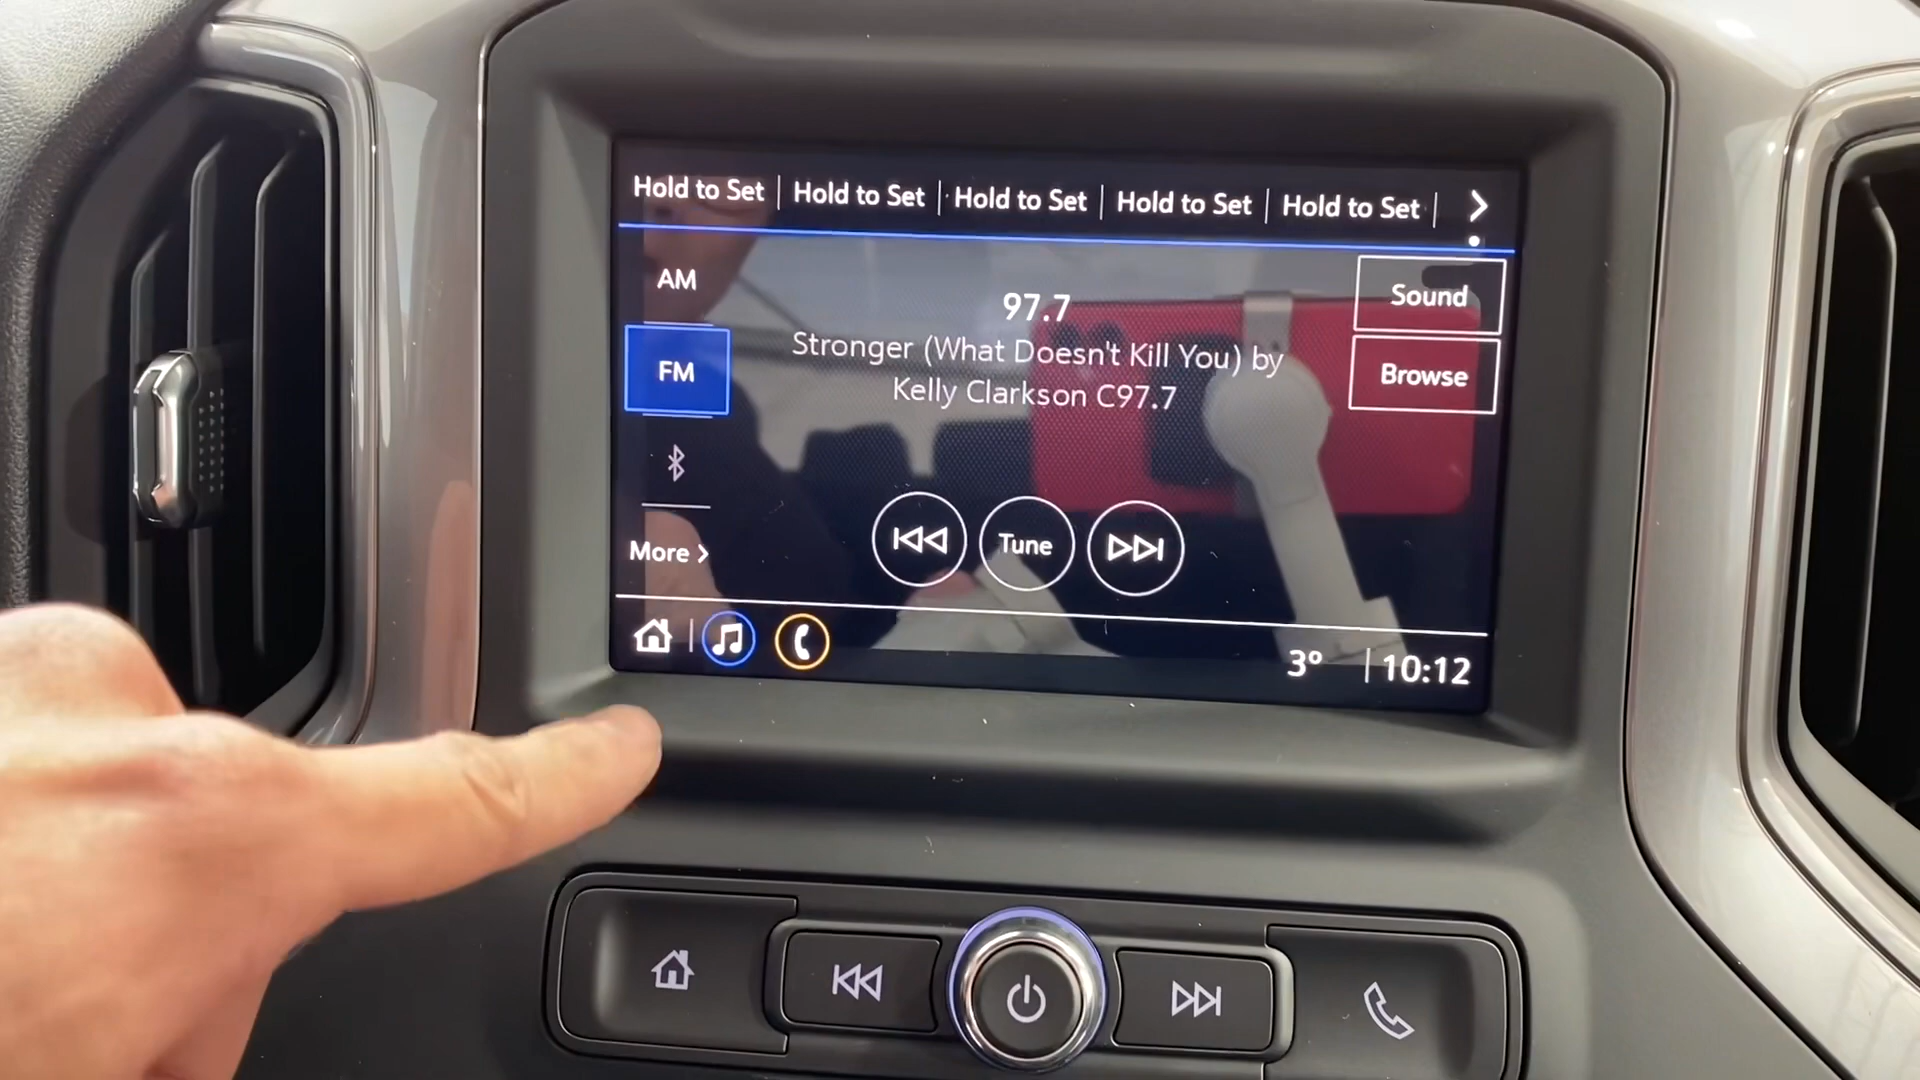 Hold to Set | Hold to Set | Hold to Set | Hold to Set | Hold to Set |
AM
97.7
Sound
Stronger (What Doesn't Kill You) by
Kelly Clarkson C97.7
FM
Browse
More
Tune
3° | 10:12